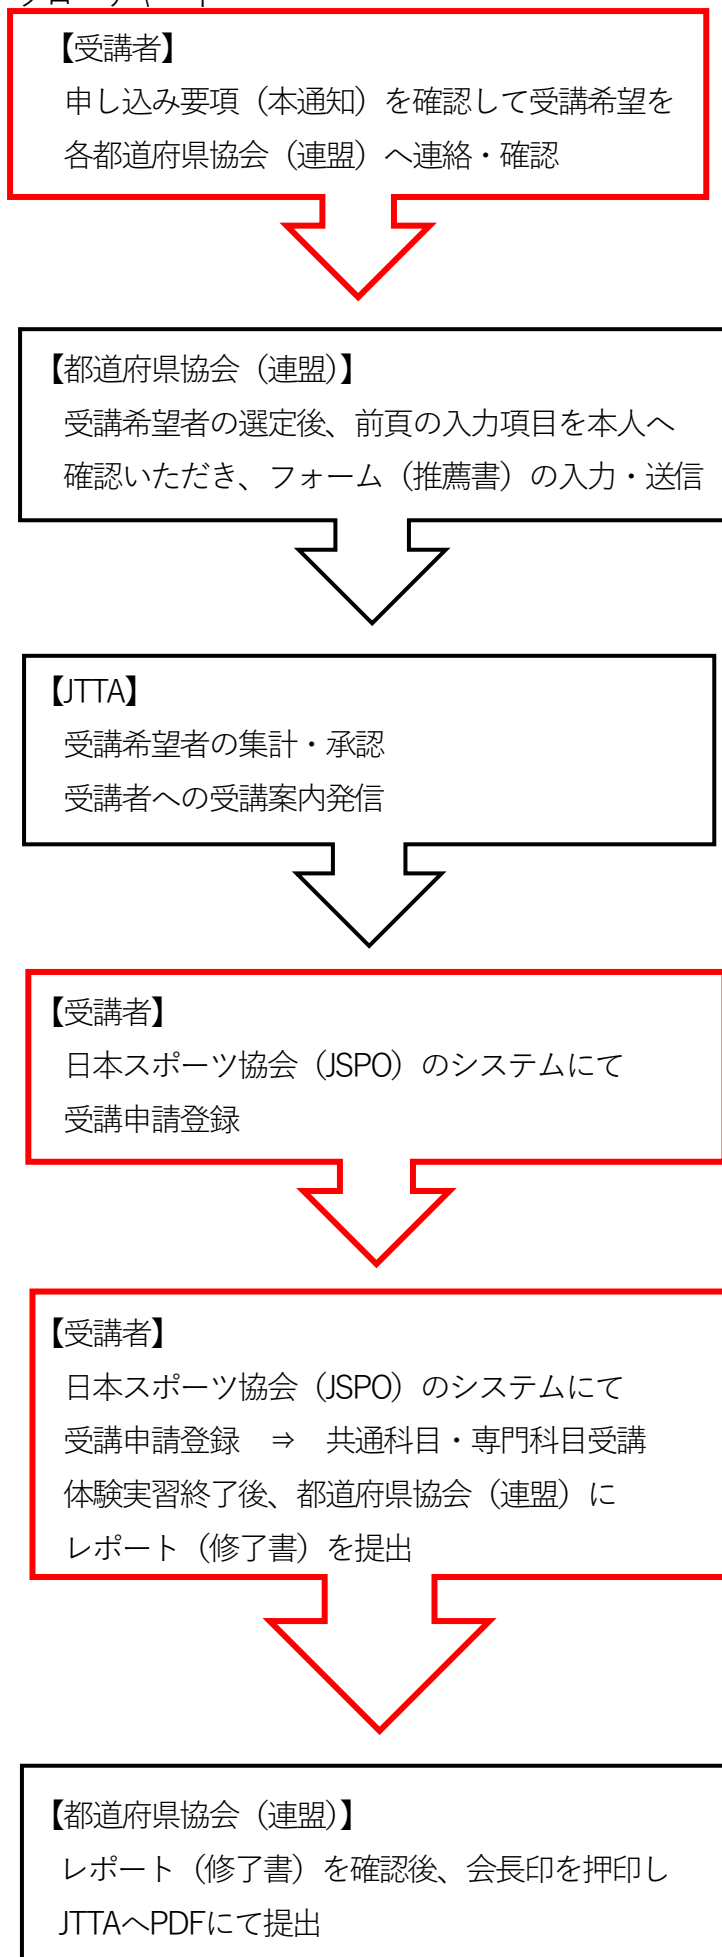 【受講者】
申し込み要項（本通知）を確認して受講希望を
各都道府県協会（連盟）へ連絡・確認
【都道府県協会（連盟）】
受講希望者の選定後、前頁の入力項目を本人へ
確認いただき、フォーム（推薦書）の入力・送信
【JTTA】
受講希望者の集計・承認
受講者への受講案内発信
【受講者】
日本スポーツ協会（JSPO）のシステムにて
受講申請登録
【受講者】
日本スポーツ協会（JSPO）のシステムにて
受講申請登録　⇒　共通科目・専門科目受講
体験実習終了後、都道府県協会（連盟）に
レポート（修了書）を提出
【都道府県協会（連盟）】
レポート（修了書）を確認後、会長印を押印し
JTTAへPDFにて提出